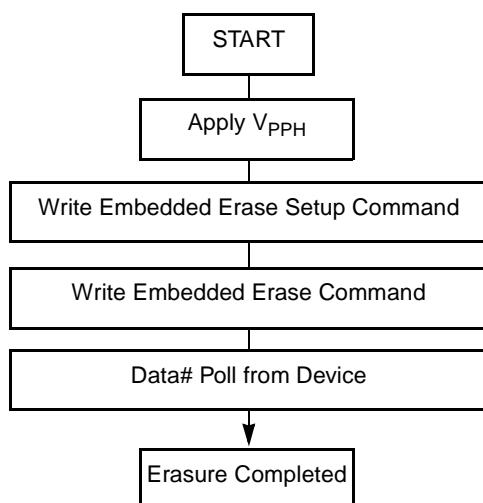 START
Apply VPPH
Write Embedded Erase Setup Command
Write Embedded Erase Command
Data# Poll from Device
Erasure Completed